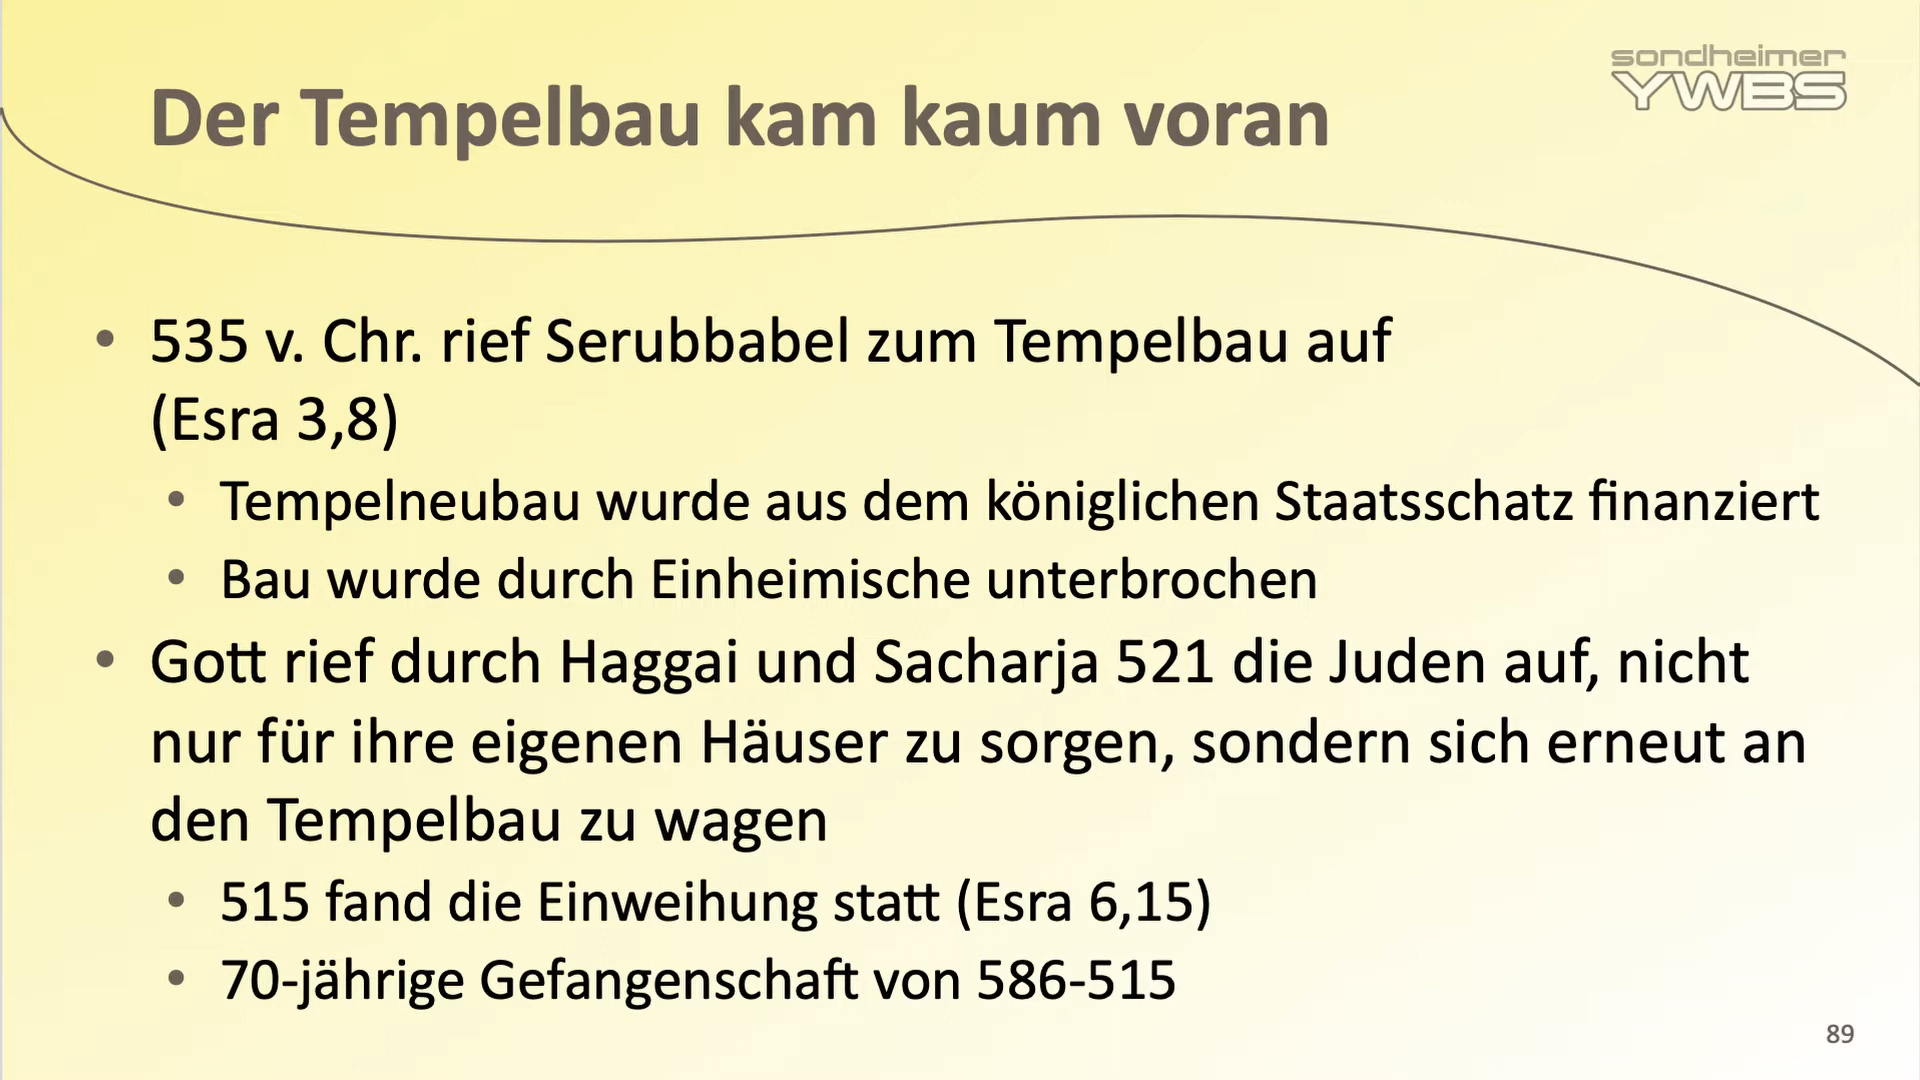 sondheimer
YWBS
Der Tempelbau kam kaum voran
• 535 v. Chr. rief Serubbabel zum Tempelbau auf
(Esra 3,8)
• Tempelneubau wurde aus dem königlichen Staatsschatz finanziert
• Bau wurde durch Einheimische unterbrochen
• Gott rief durch Haggai und Sacharja 521 die Juden auf, nicht
nur für ihre eigenen Häuser zu sorgen, sondern sich erneut an
den Tempelbau zu wagen
• 515 fand die Einweihung statt (Esra 6,15)
• 70-jährige Gefangenschaft von 586-515
89